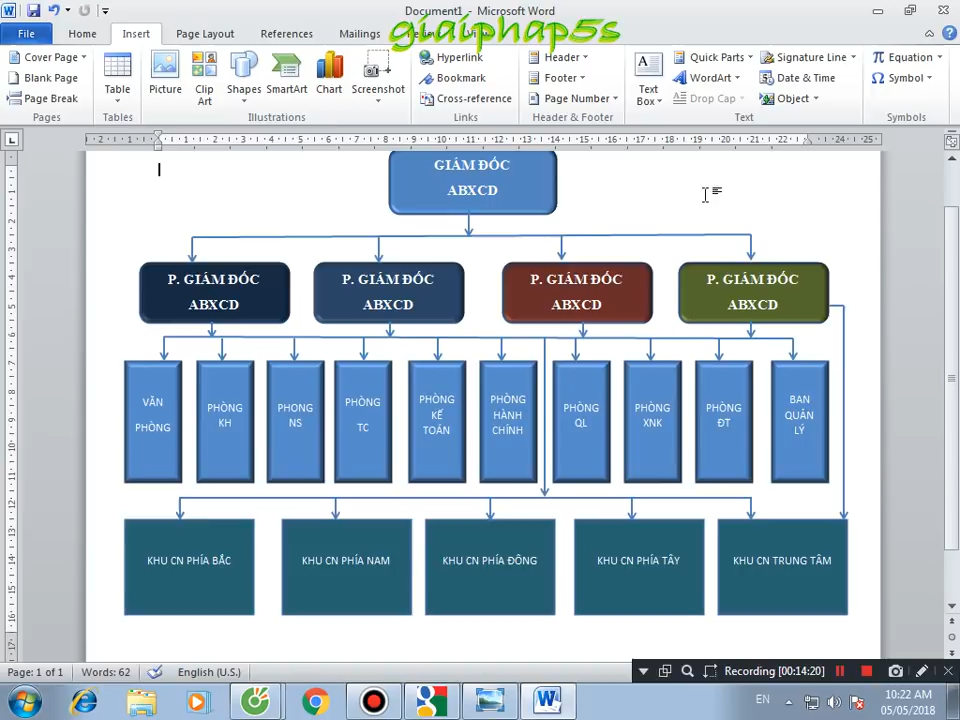 Document1 - Microsoft Word
giaiphap5s
File
Home
Insert
Page Layout
References
Mailings
Cover Page
Blank Page
Page Break
Pages
Table
Tables
Picture
Clip Art
Shapes
SmartArt
Chart
Screenshot
Illustrations
Hyperlink
Bookmark
Cross-reference
Links
Header
Footer
Page Number
Header & Footer
Text Box
Quick Parts
WordArt
Drop Cap
Signature Line
Date & Time
Object
Text
Equation
Symbol
Symbols
GIÁM ĐỐC
ABXCD
P. GIÁM ĐỐC
ABXCD
P. GIÁM ĐỐC
ABXCD
P. GIÁM ĐỐC
ABXCD
P. GIÁM ĐỐC
ABXCD
VĂN
PHÒNG
PHÒNG
KH
PHONG
NS
PHÒNG
TC
PHÒNG
KẾ
TOÁN
PHÒNG
HÀNH
CHÍNH
PHÒNG
QL
PHÒNG
XNK
PHÒNG
ĐT
BAN
QUẢN
LÝ
KHU CN PHÍA BẮC
KHU CN PHÍA NAM
KHU CN PHÍA ĐÔNG
KHU CN PHÍA TÂY
KHU CN TRUNG TÂM
Page: 1 of 1
Words: 62
English (U.S.)
Recording [00:14:20]
EN
10:22 AM
05/05/2018